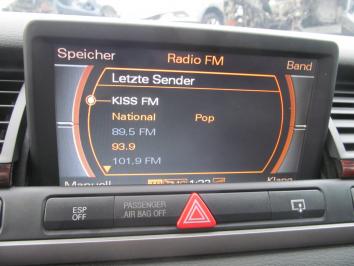 Speicher Radio FM Band
Letzte Sender
KISS FM
National Pop
89,5 FM
93.9
101,9 FM
Manuell Klang
ESP OFF
PASSENGER AIR BAG OFF